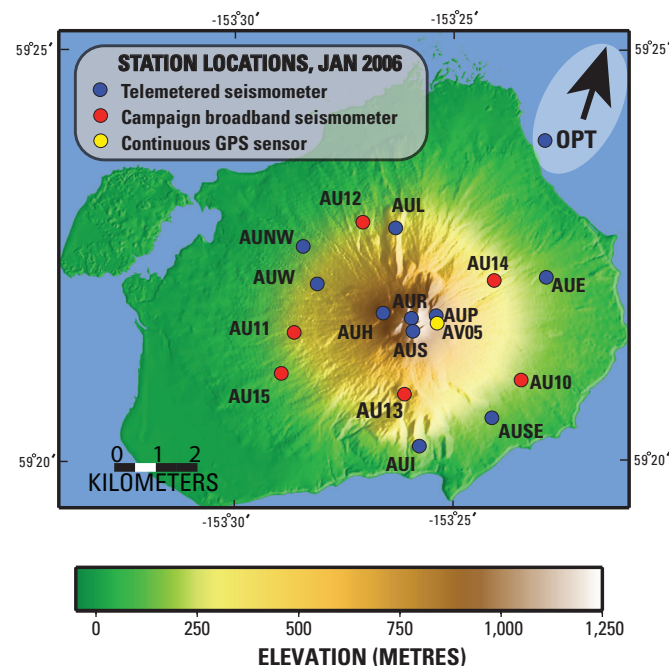 -153°30′ -153°25′
59°25′ 59°25′
STATION LOCATIONS, JAN 2006
Telemetered seismometer
Campaign broadband seismometer
Continuous GPS sensor
OPT
AU12
AUL
AUNW
AUW
AU14
AUE
AUR
AUP
AU11
AUH
AV05
AUS
AU15
AU10
AU13
AUSE
AUI
0 1 2
KILOMETERS
59°20′ 59°20′
-153°30′ -153°25′
0 250 500 750 1,000 1,250
ELEVATION (METRES)